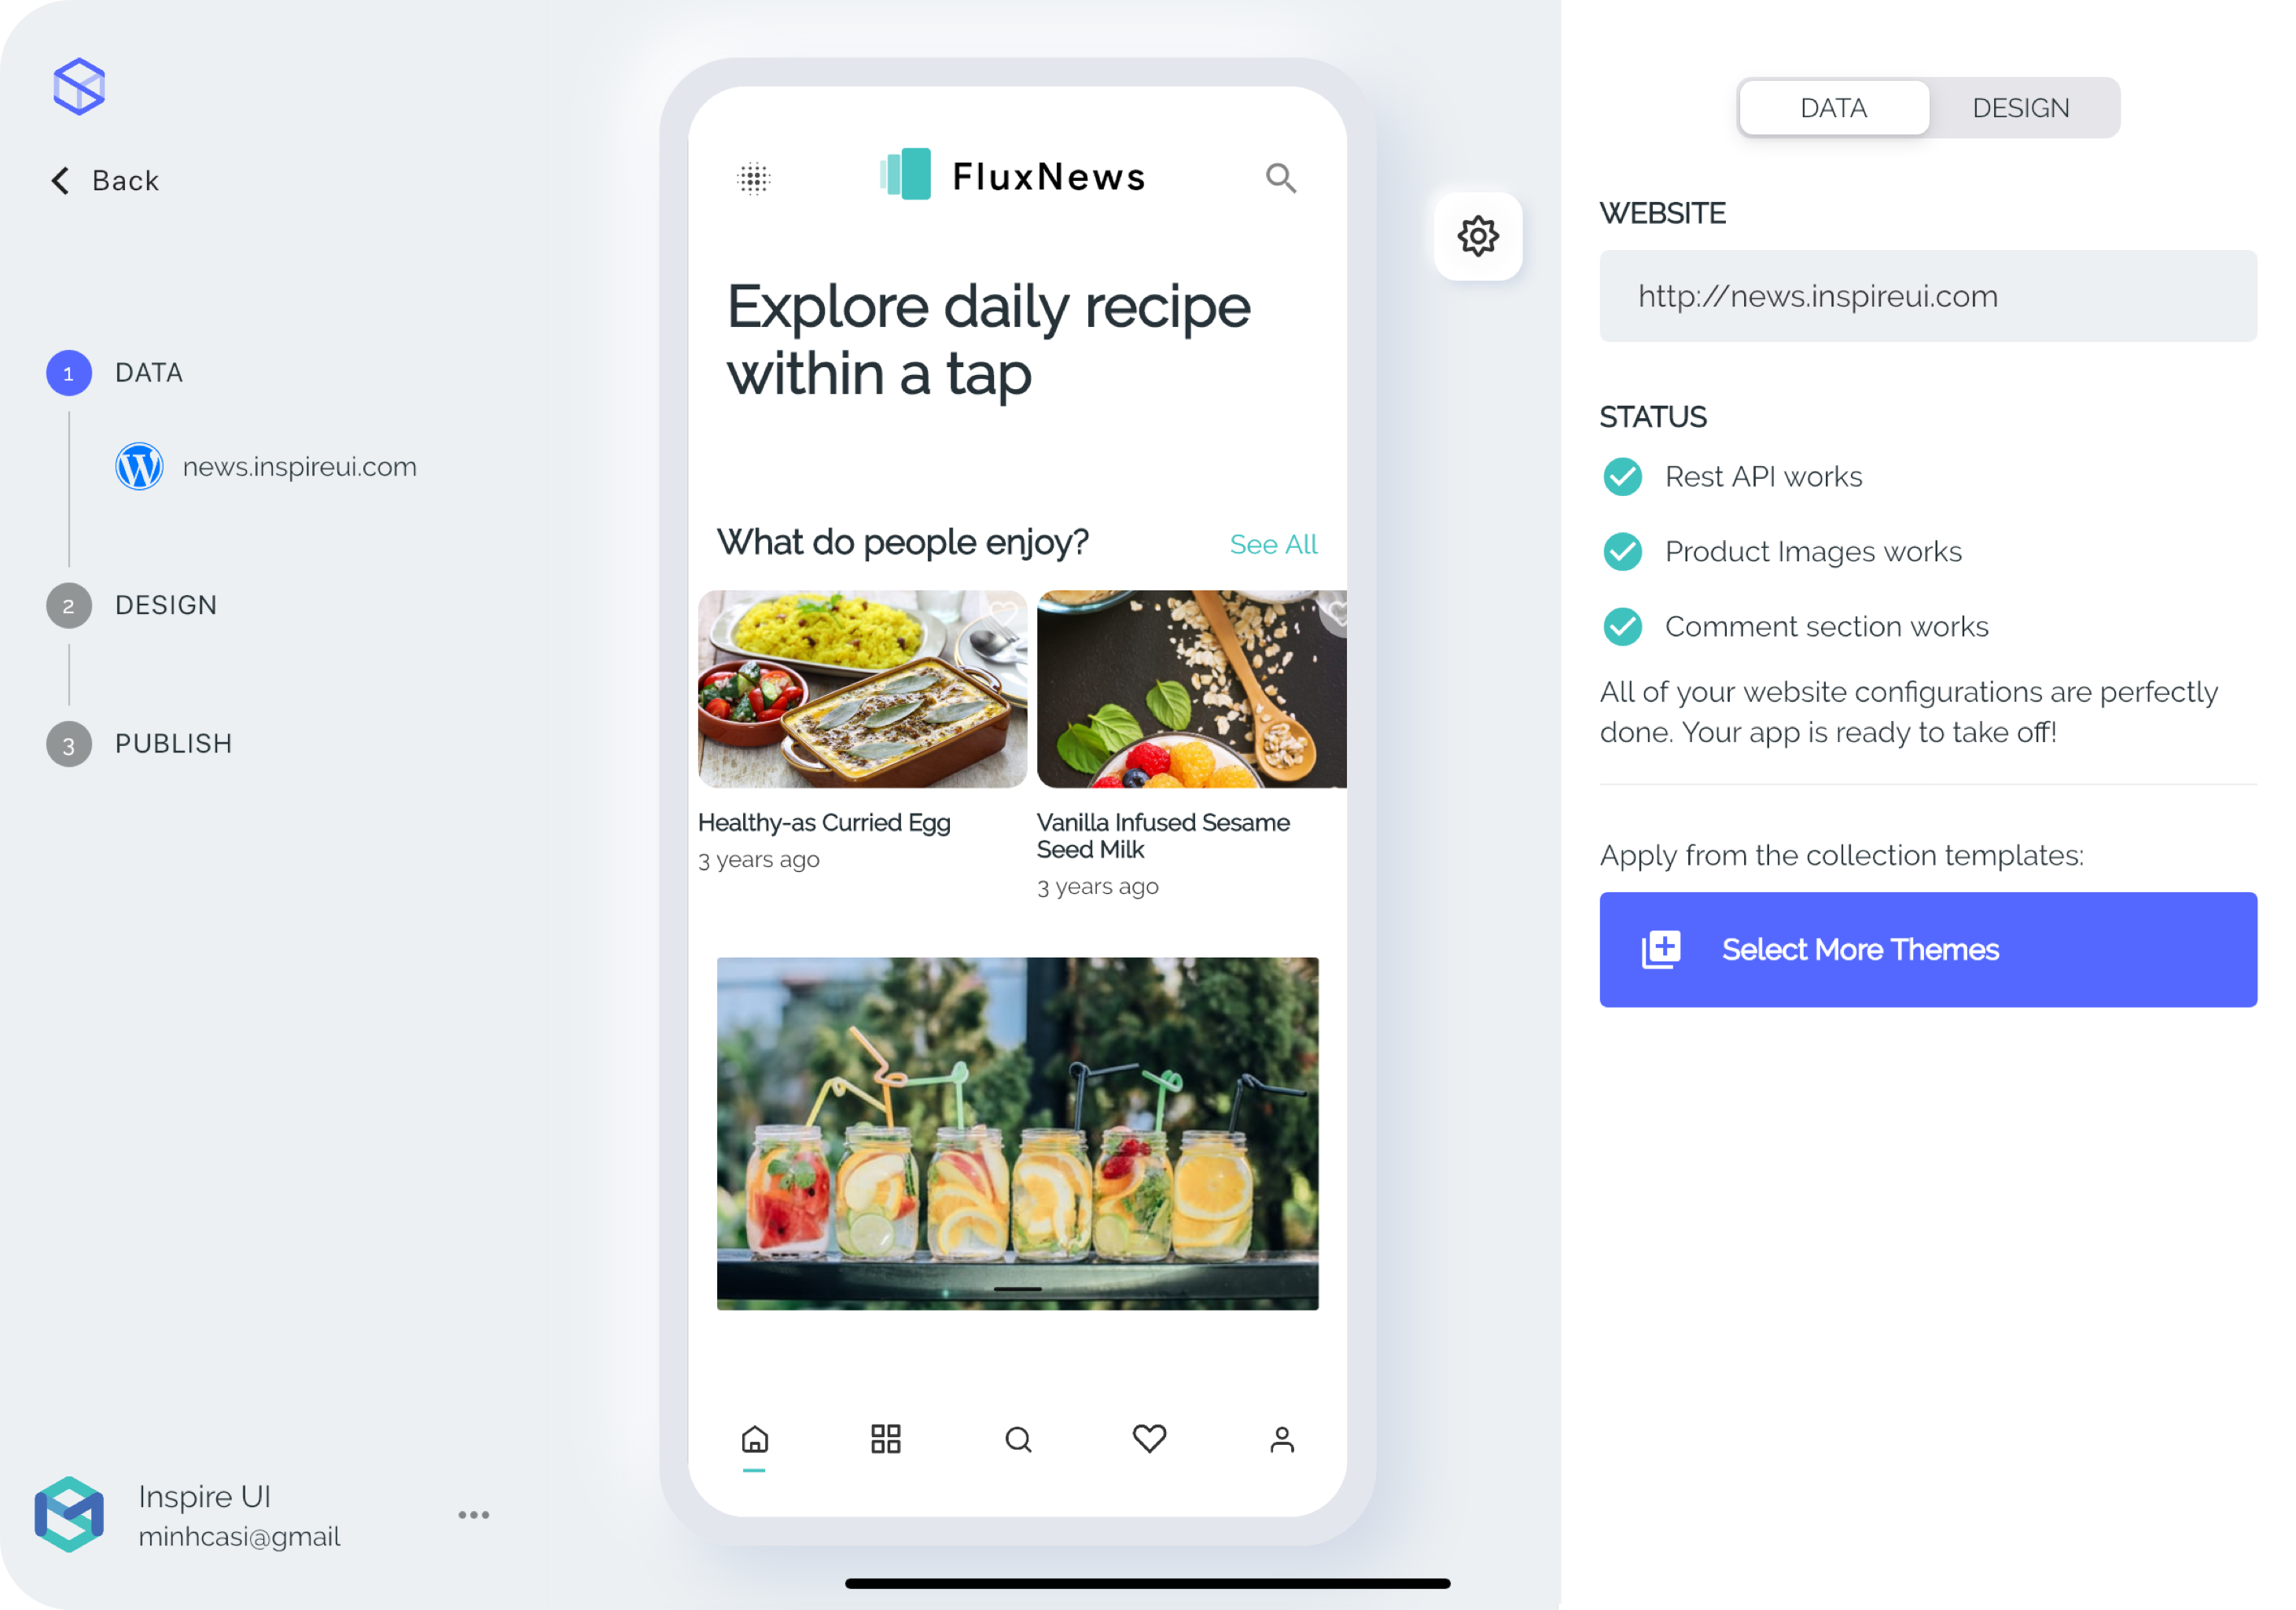 Back
1 DATA
news.inspireui.com
2 DESIGN
3 PUBLISH
Inspire UI
minhcasi@gmail
FluxNews
Explore daily recipe
within a tap
What do people enjoy?
See All
Healthy-as Curried Egg
3 years ago
Vanilla Infused Sesame
Seed Milk
3 years ago
DATA
DESIGN
WEBSITE
http://news.inspireui.com
STATUS
Rest API works
Product Images works
Comment section works
All of your website configurations are perfectly
done. Your app is ready to take off!
Apply from the collection templates:
Select More Themes